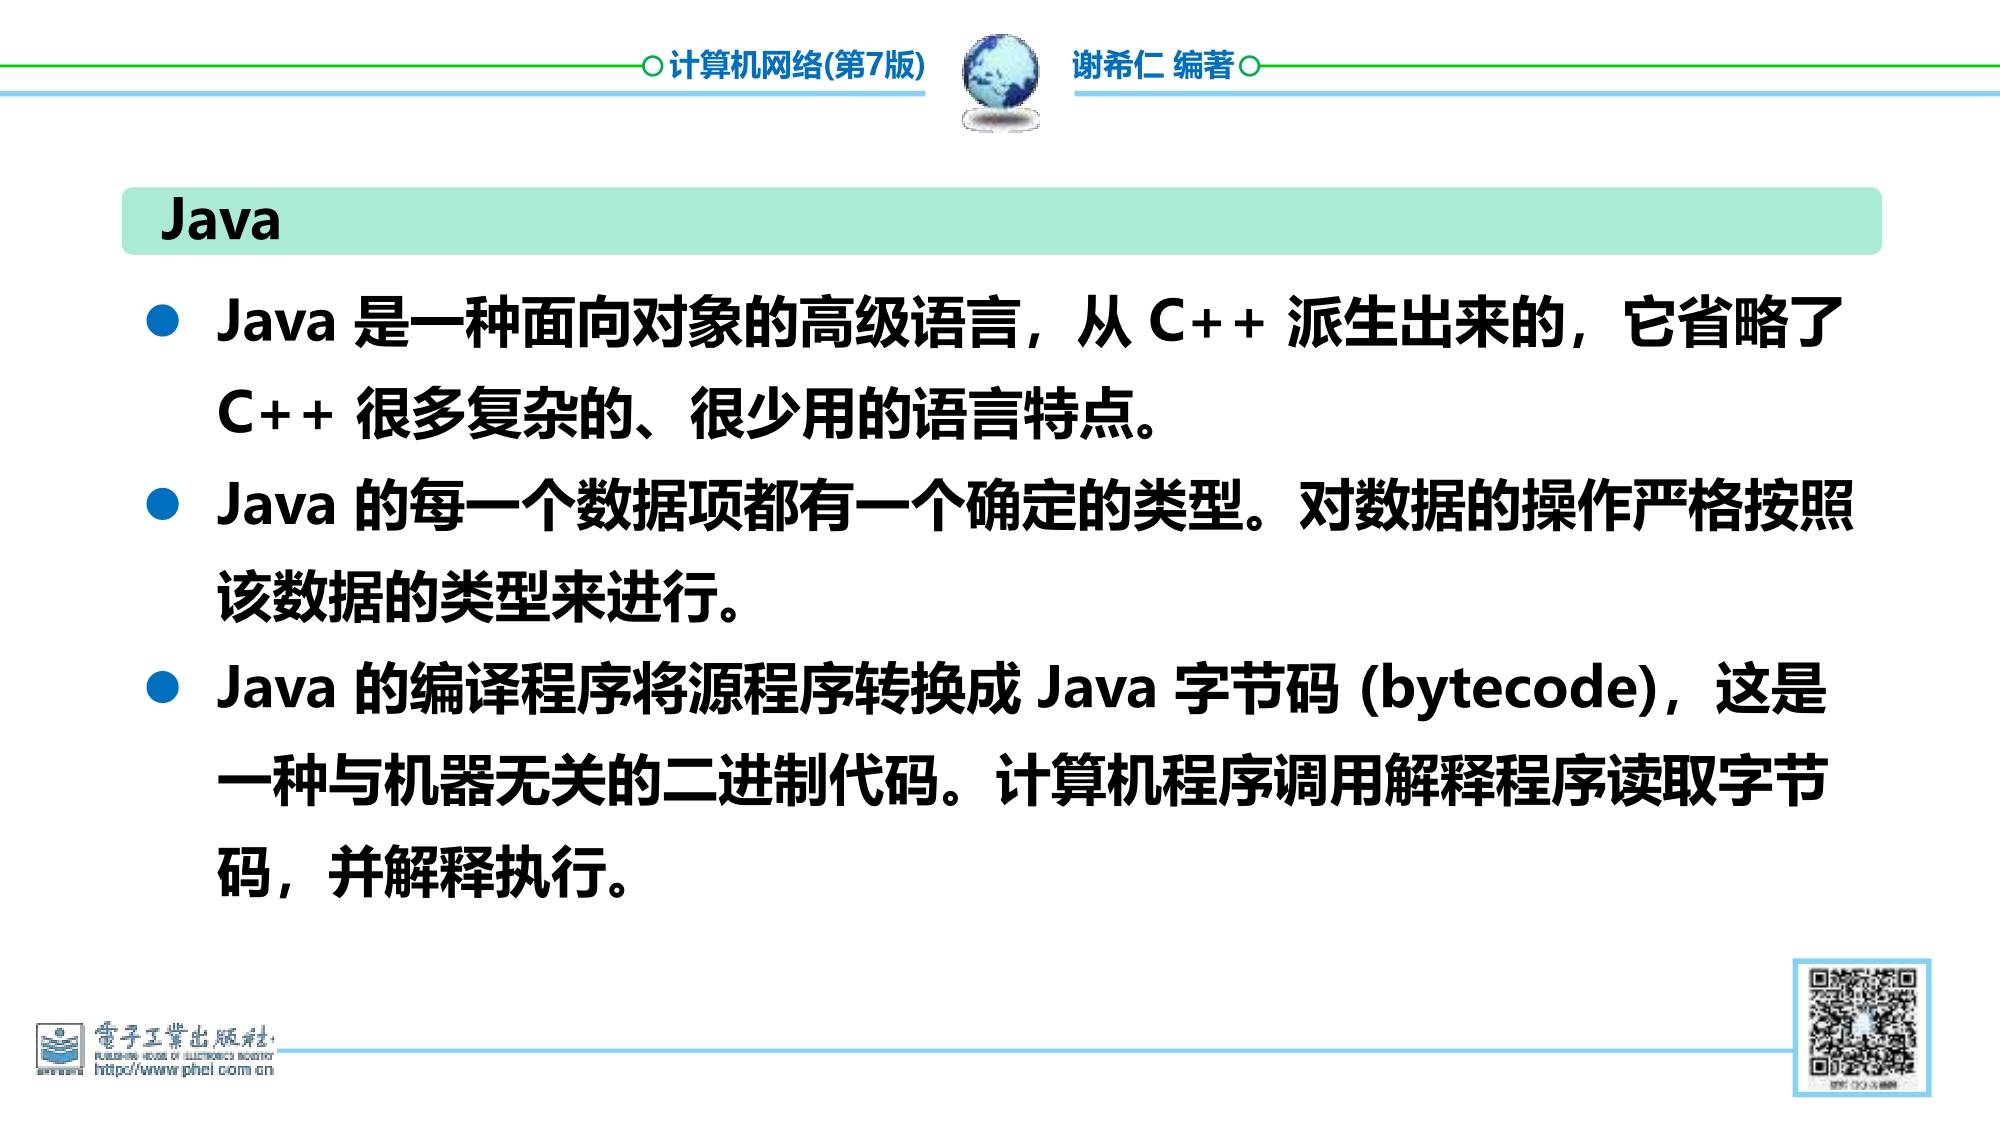 计算机网络(第7版) 谢希仁 编著
Java
Java 是一种面向对象的高级语言，从 C++ 派生出来的，它省略了
C++ 很多复杂的、很少用的语言特点。
Java 的每一个数据项都有一个确定的类型。对数据的操作严格按照
该数据的类型来进行。
Java 的编译程序将源程序转换成 Java 字节码 (bytecode)，这是
一种与机器无关的二进制代码。计算机程序调用解释程序读取字节
码，并解释执行。
電子工業出版社
PUBLISHING HOUSE OF ELECTRONICS INDUSTRY
http://www.phei.com.cn